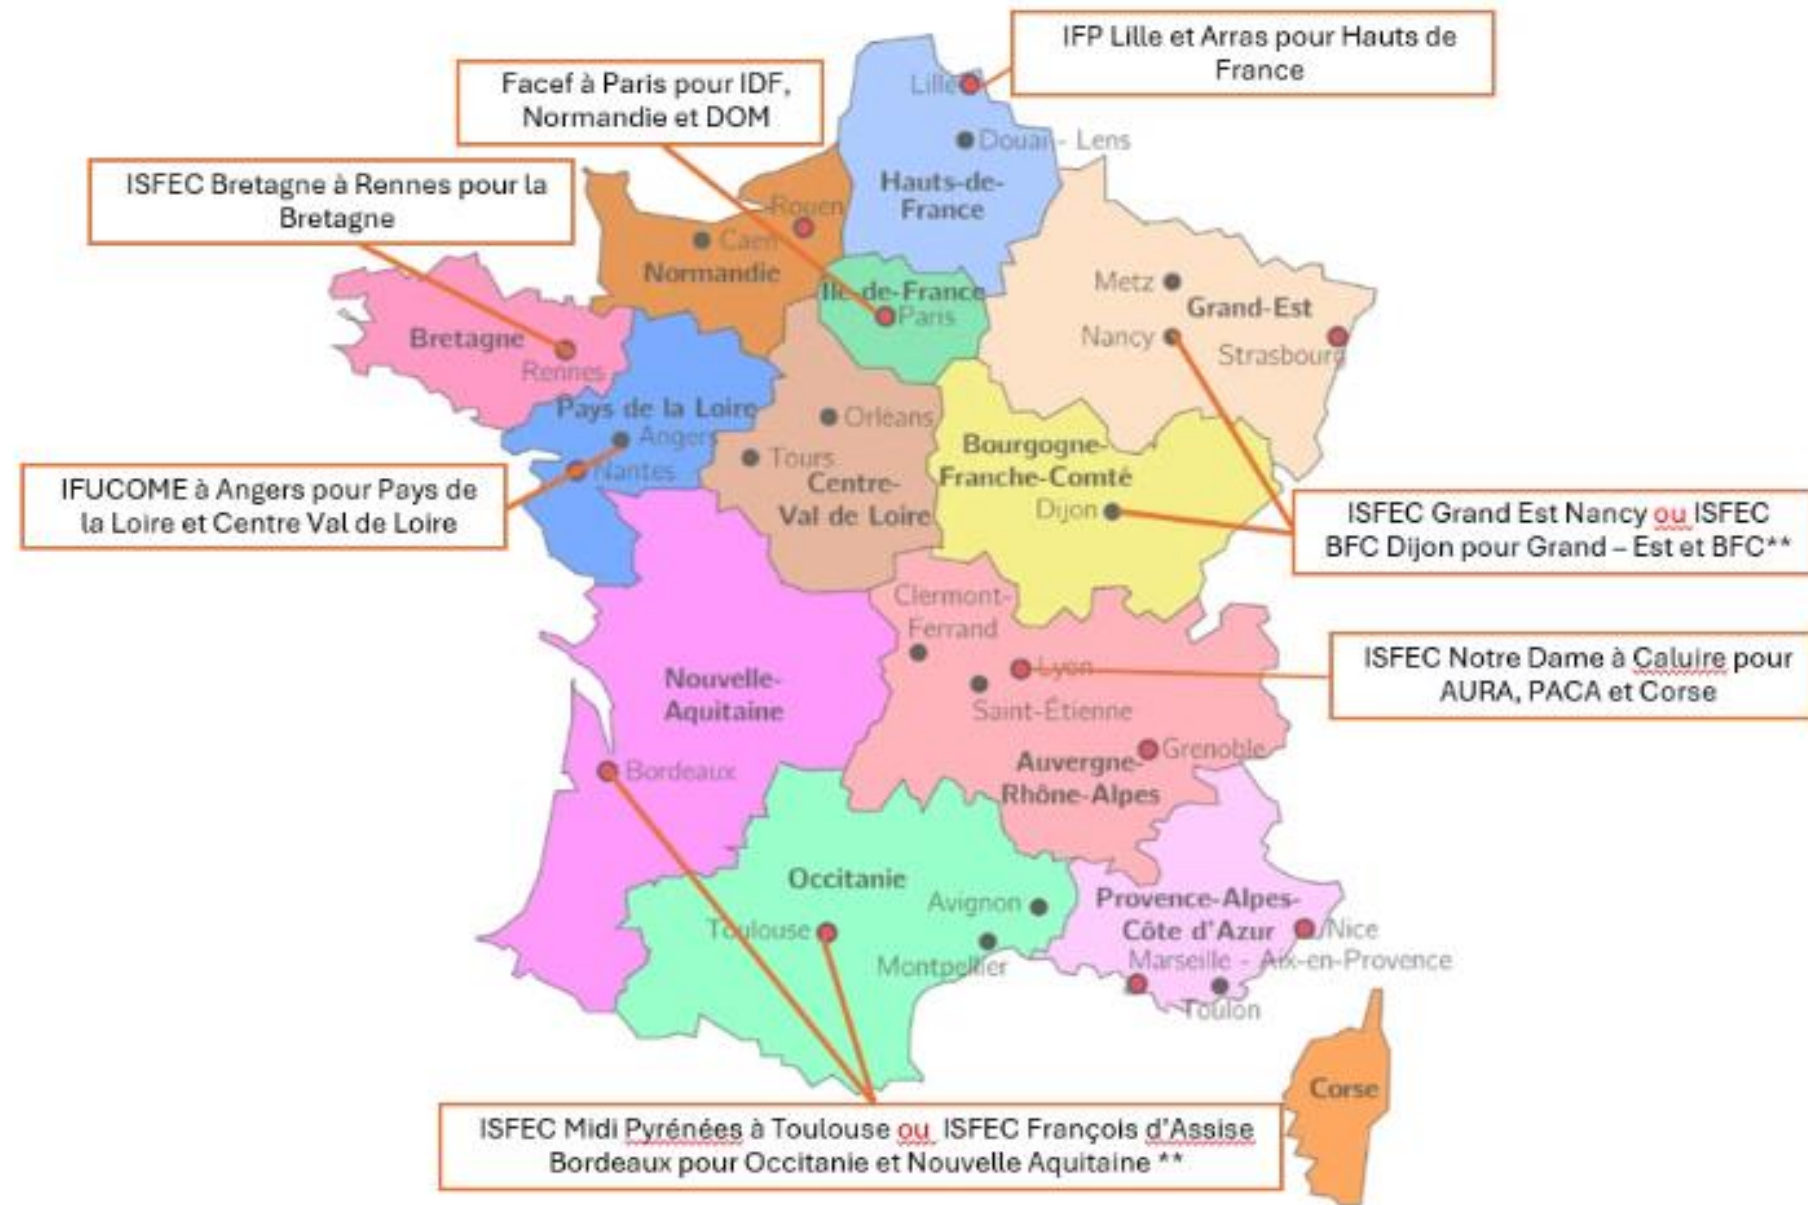 IFP Lille et Arras pour Hauts de
France
Facef à Paris pour IDF,
Normandie et DOM
ISFEC Bretagne à Rennes pour la
Bretagne
Lille
Douai - Lens
Hauts-de-
France
Rouen
Caen
Normandie
Ile-de-France
Paris
Metz
Grand-Est
Nancy
Strasbourg
Bretagne
Rennes
Pays de la Loire
Angers
Nantes
Orléans
Tours
Centre-
Val de Loire
Bourgogne-
Franche-Comté
Dijon
IFUCOME à Angers pour Pays de
la Loire et Centre Val de Loire
ISFEC Grand Est Nancy ou ISFEC
BFC Dijon pour Grand – Est et BFC**
Clermont-
Ferrand
Lyon
Saint-Étienne
Grenoble
Auvergne-
Rhône-Alpes
ISFEC Notre Dame à Caluire pour
AURA, PACA et Corse
Nouvelle-
Aquitaine
Bordeaux
Occitanie
Avignon
Toulouse
Montpellier
Provence-Alpes-
Côte d'Azur
Nice
Marseille - Aix-en-Provence
Toulon
Corse
ISFEC Midi Pyrénées à Toulouse ou ISFEC François d'Assise
Bordeaux pour Occitanie et Nouvelle Aquitaine **